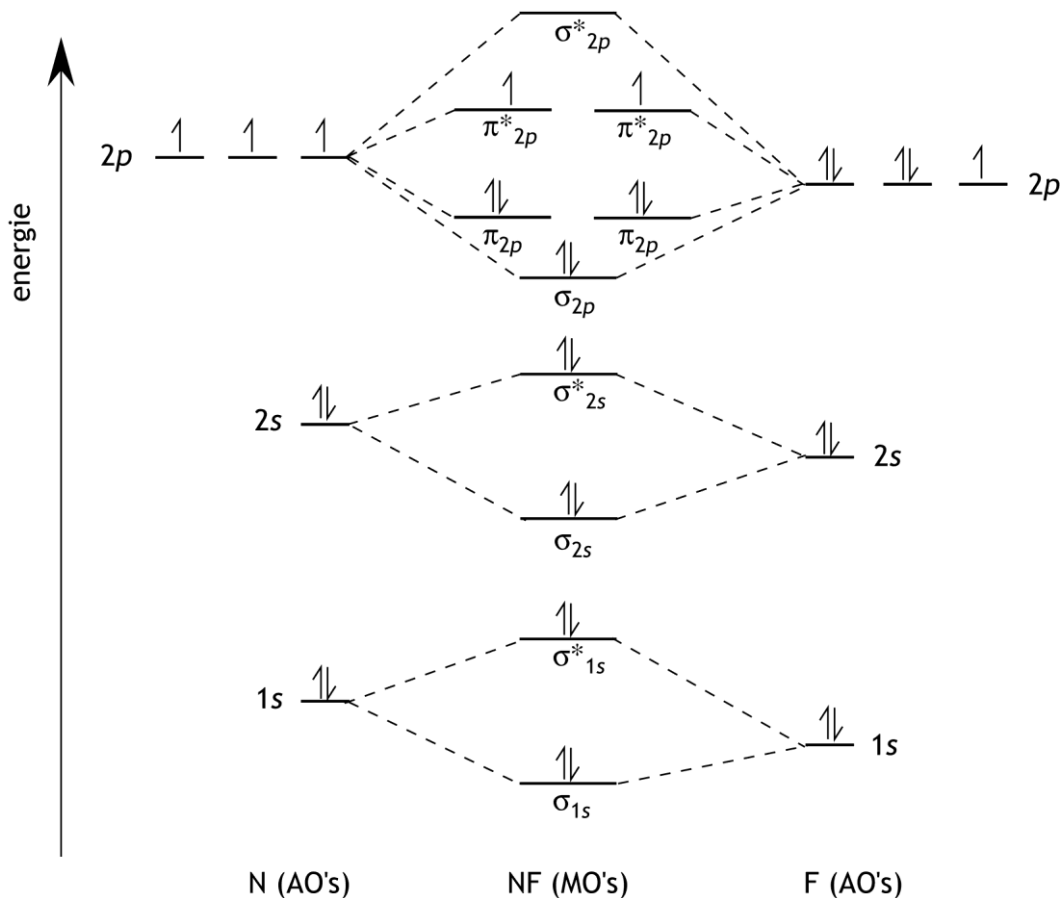 σ*2p
π*2p π*2p
2p 2p
energie
π2p π2p
σ2p
σ*2s
2s 2s
σ2s
σ*1s
1s 1s
σ1s
N (AO's) NF (MO's) F (AO's)